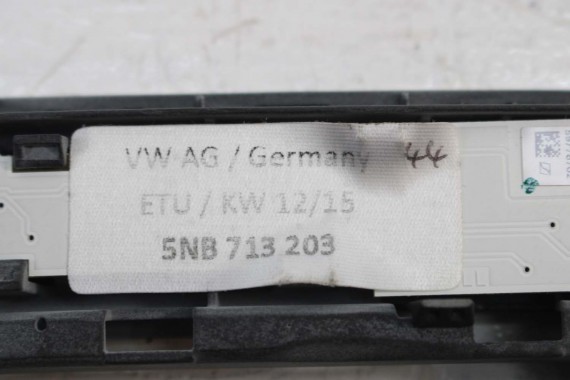 VW AG / Germany 44
ETU / KW 12/15
5NB 713 203